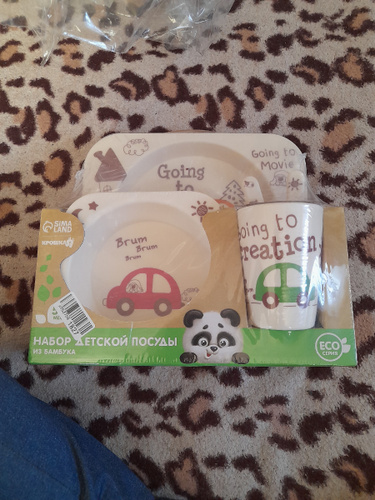 Going
to
Going to
Movie
SIMA
LAND
Brum
Brum
Brum
oing to
reation
НАБОР ДЕТСКОЙ ПОСУДЫ
ИЗ БАМБУКА
ECO
СЕРИЯ